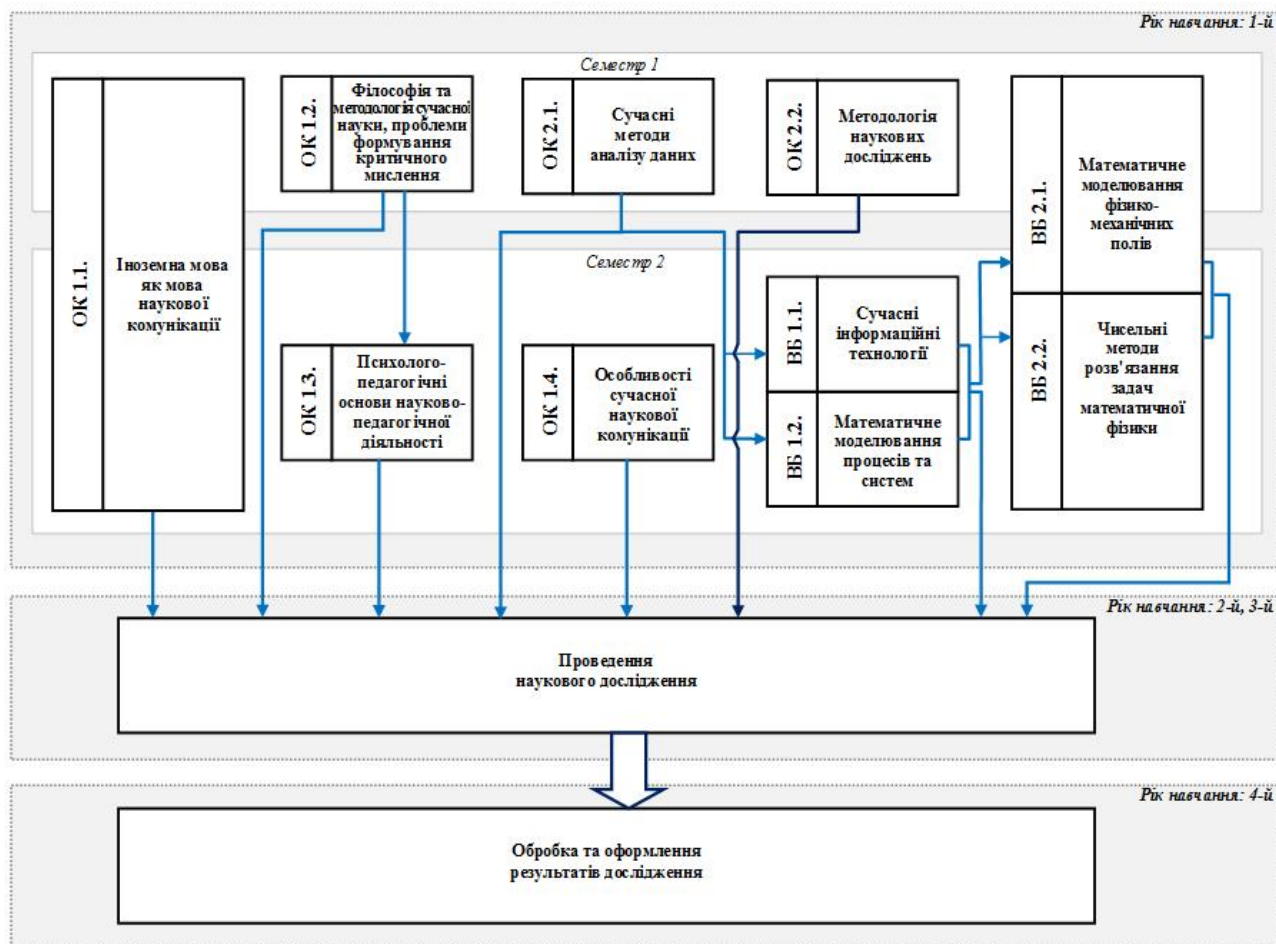 Рік навчання: 1-й
Семестр 1
ОК 1.1.
Іноземна мова
як мова
наукової
комунікації
ОК 1.2.
Філософія та
методологія сучасної
науки, проблеми
формування
критичного
мислення
ОК 2.1.
Сучасні
методи
аналізу даних
ОК 2.2.
Методологія
наукових
досліджень
ВБ 2.1.
Математичне
моделювання
фізико-
механічних
полів
Семестр 2
ОК 1.3.
Психолого-
педагогічні
основи науково-
педагогічної
діяльності
ОК 1.4.
Особливості
сучасної
наукової
комунікації
ВБ 1.1.
Сучасні
інформаційні
технології
ВБ 1.2.
Математичне
моделювання
процесів та
систем
ВБ 2.2.
Чисельні
методи
розв'язання
задач
математичної
фізики
Рік навчання: 2-й, 3-й
Проведення
наукового дослідження
Рік навчання: 4-й
Обробка та оформлення
результатів дослідження